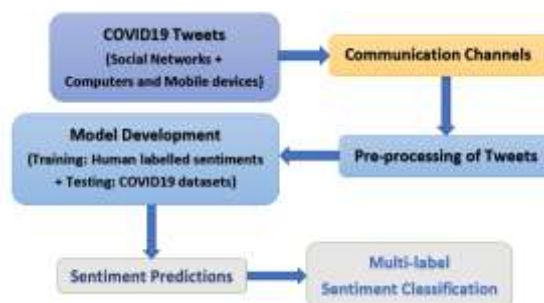 COVID19 Tweets
(Social Networks +
Computers and Mobile devices)
Communication Channels
Pre-processing of Tweets
Model Development
(Training: Human labelled sentiments
+ Testing: COVID19 datasets)
Sentiment Predictions
Multi-label
Sentiment Classification